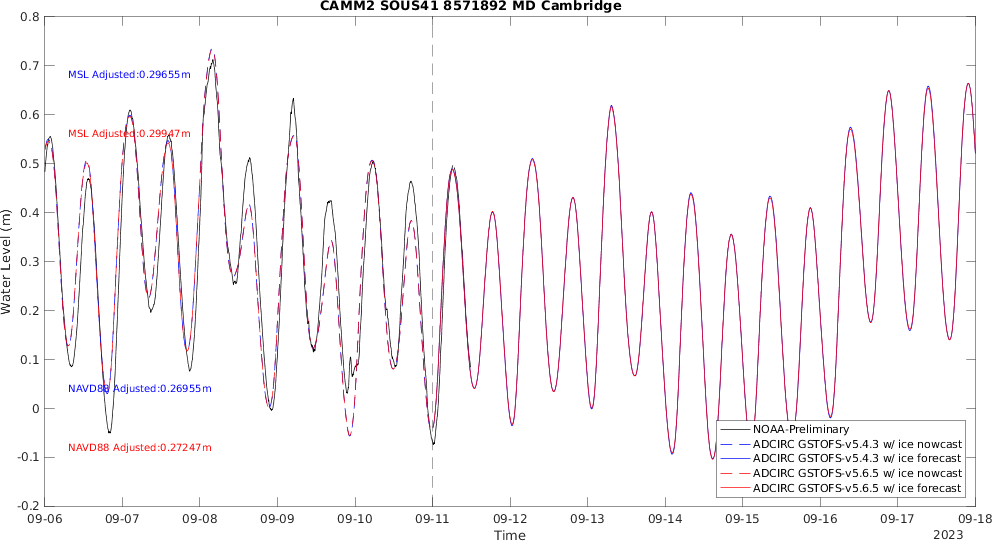 CAMM2 SOUS41 8571892 MD Cambridge
0.8
0.7
0.6
0.5
0.4
0.3
0.2
0.1
0
-0.1
-0.2
Water Level (m)
MSL Adjusted:0.29655m
MSL Adjusted:0.29947m
NAVD88 Adjusted:0.26955m
NAVD88 Adjusted:0.27247m
NOAA-Preliminary
ADCIRC GSTOFS-v5.4.3 w/ ice nowcast
ADCIRC GSTOFS-v5.4.3 w/ ice forecast
ADCIRC GSTOFS-v5.6.5 w/ ice nowcast
ADCIRC GSTOFS-v5.6.5 w/ ice forecast
09-06 09-07 09-08 09-09 09-10 09-11 09-12 09-13 09-14 09-15 09-16 09-17 09-18
Time
2023